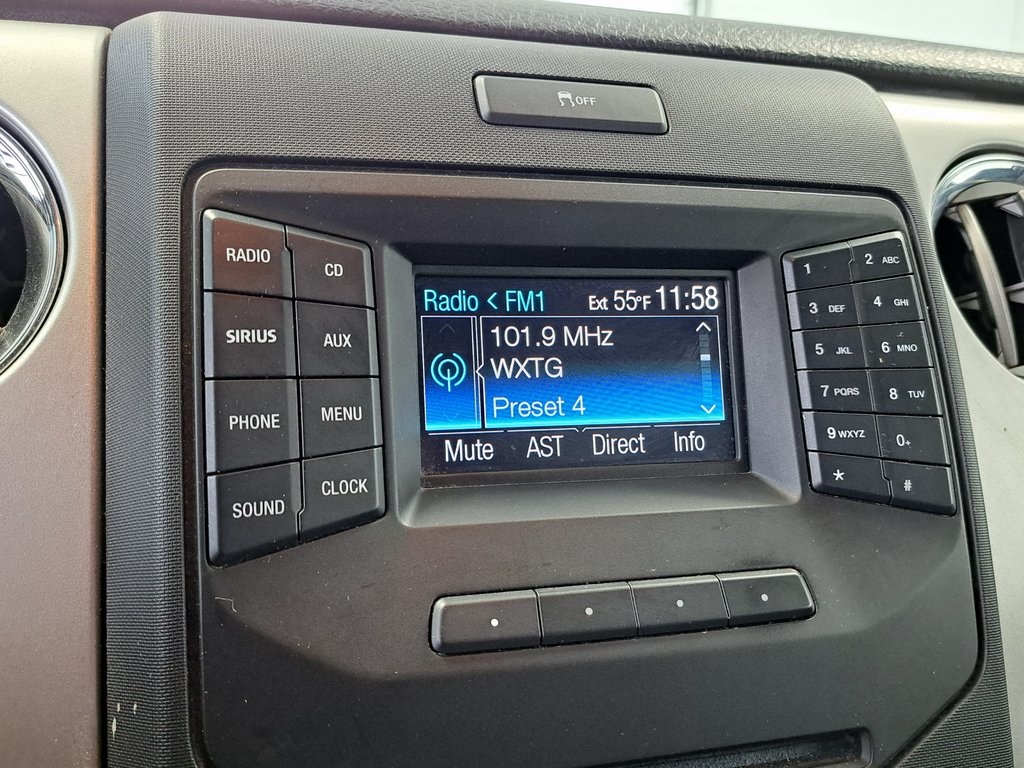 OFF
RADIO
CD
SIRIUS
AUX
PHONE
MENU
SOUND
CLOCK
Radio < FM1 Ext 55°F 11:58
101.9 MHz
WXTG
Preset 4
Mute AST Direct Info
1 2 ABC
3 DEF 4 GHI
5 JKL 6 MNO
7 PQRS 8 TUV
9 WXYZ 0+
* #